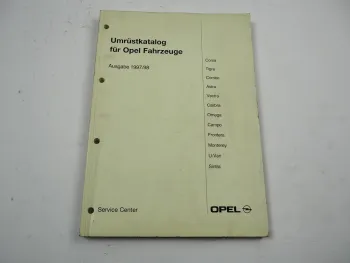 Umrüstkatalog
für Opel Fahrzeuge
Ausgabe 1997/98
Corsa
Tigra
Combo
Astra
Vectra
Calibra
Omega
Campo
Frontera
Monterey
Sintra
Service Center
OPEL